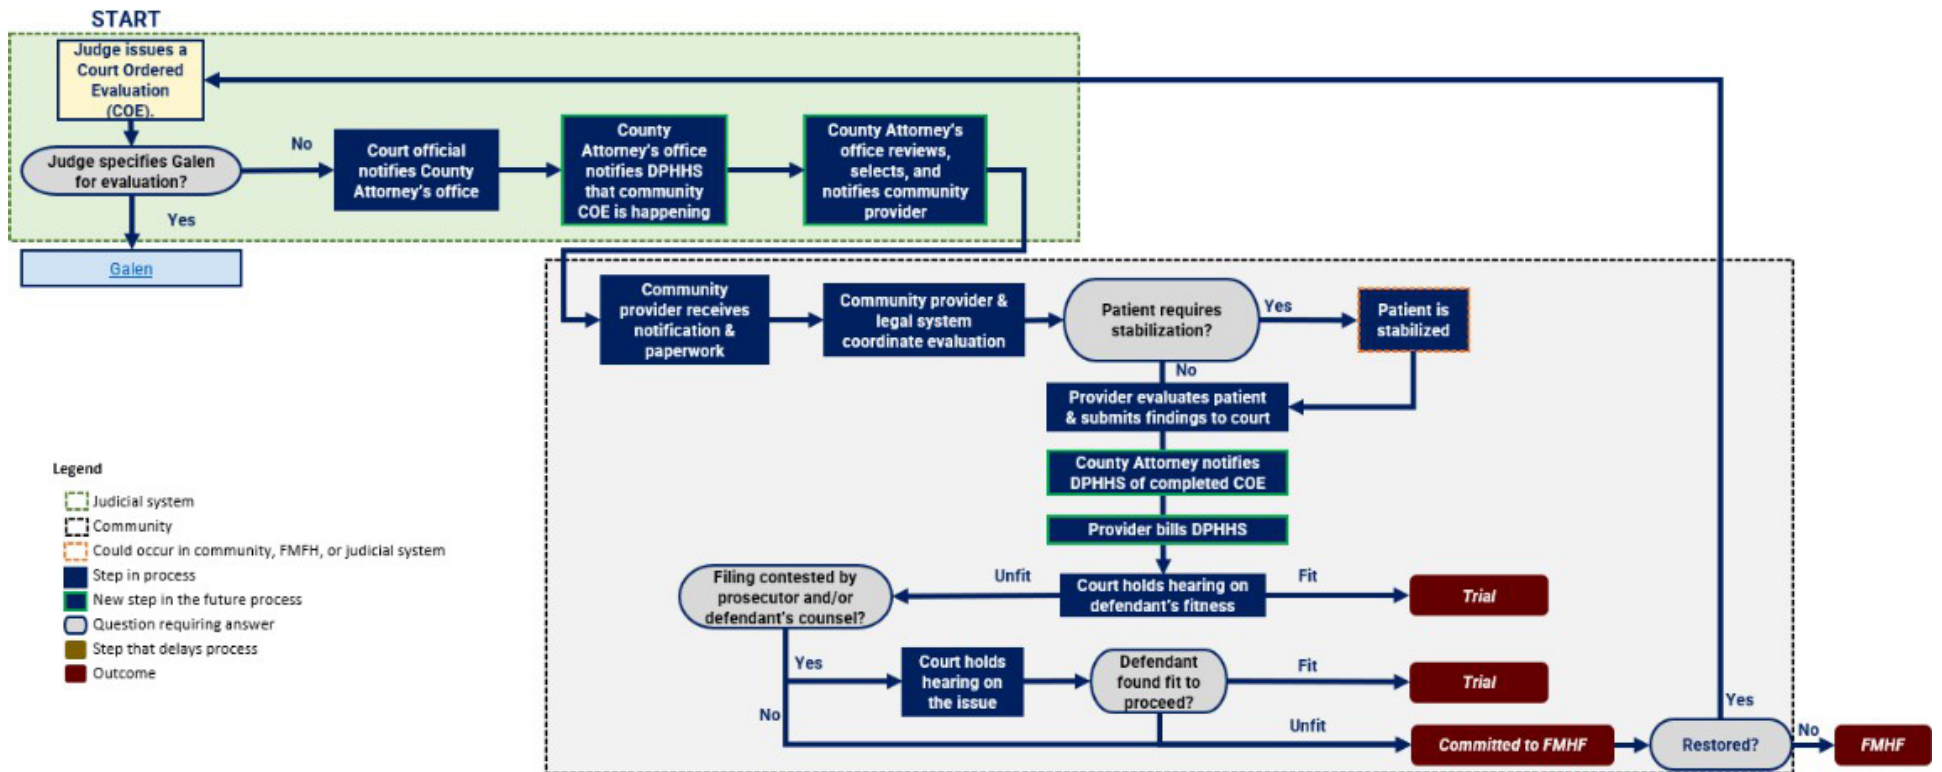 START
Judge issues a
Court Ordered
Evaluation
(COE).
Judge specifies Galen
for evaluation?
No
Yes
Galen
Court official
notifies County
Attorney's office
County
Attorney's office
notifies DPHHS
that community
COE is happening
County Attorney's
office reviews,
selects, and
notifies community
provider
Community
provider receives
notification &
paperwork
Community provider &
legal system
coordinate evaluation
Patient requires
stabilization?
Yes
Patient is
stabilized
No
Provider evaluates patient
& submits findings to court
County Attorney notifies
DPHHS of completed COE
Provider bills DPHHS
Court holds hearing on
defendant's fitness
Fit
Trial
Unfit
Filing contested by
prosecutor and/or
defendant's counsel?
Yes
Court holds
hearing on
the issue
Defendant
found fit to
proceed?
Fit
Trial
No
Unfit
Committed to FMHF
Restored?
Yes
No
FMHF
Legend
Judicial system
Community
Could occur in community, FMFH, or judicial system
Step in process
New step in the future process
Question requiring answer
Step that delays process
Outcome